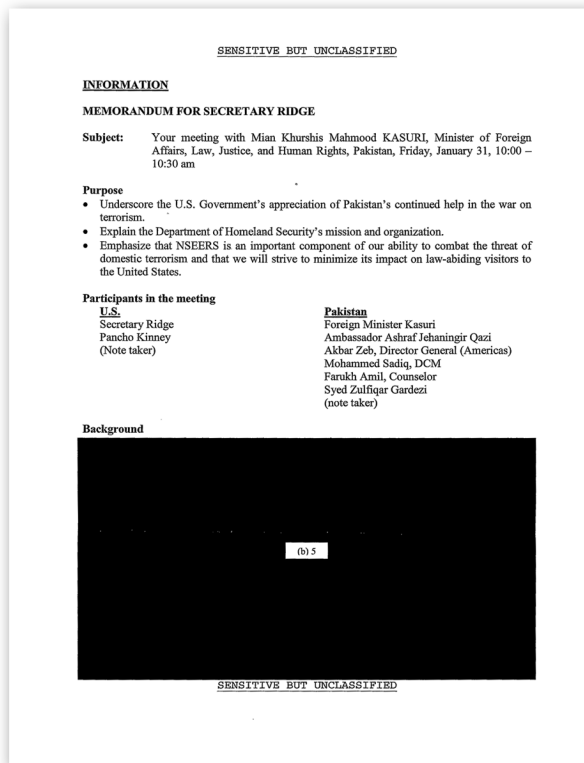 SENSITIVE BUT UNCLASSIFIED
INFORMATION
MEMORANDUM FOR SECRETARY RIDGE
Subject: Your meeting with Mian Khurshis Mahmood KASURI, Minister of Foreign
Affairs, Law, Justice, and Human Rights, Pakistan, Friday, January 31, 10:00 –
10:30 am
Purpose
• Underscore the U.S. Government's appreciation of Pakistan's continued help in the war on
terrorism.
• Explain the Department of Homeland Security's mission and organization.
• Emphasize that NSEERS is an important component of our ability to combat the threat of
domestic terrorism and that we will strive to minimize its impact on law-abiding visitors to
the United States.
Participants in the meeting
U.S.
Secretary Ridge
Pancho Kinney
(Note taker)
Pakistan
Foreign Minister Kasuri
Ambassador Ashraf Jehaningir Qazi
Akbar Zeb, Director General (Americas)
Mohammed Sadiq, DCM
Farukh Amil, Counselor
Syed Zulfiqar Gardezi
(note taker)
Background
(b) 5
SENSITIVE BUT UNCLASSIFIED